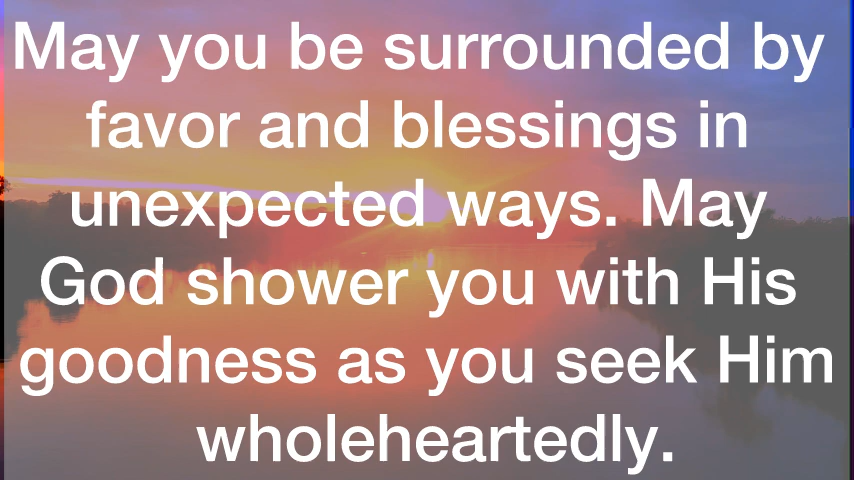 May you be surrounded by
favor and blessings in
unexpected ways. May
God shower you with His
goodness as you seek Him
wholeheartedly.